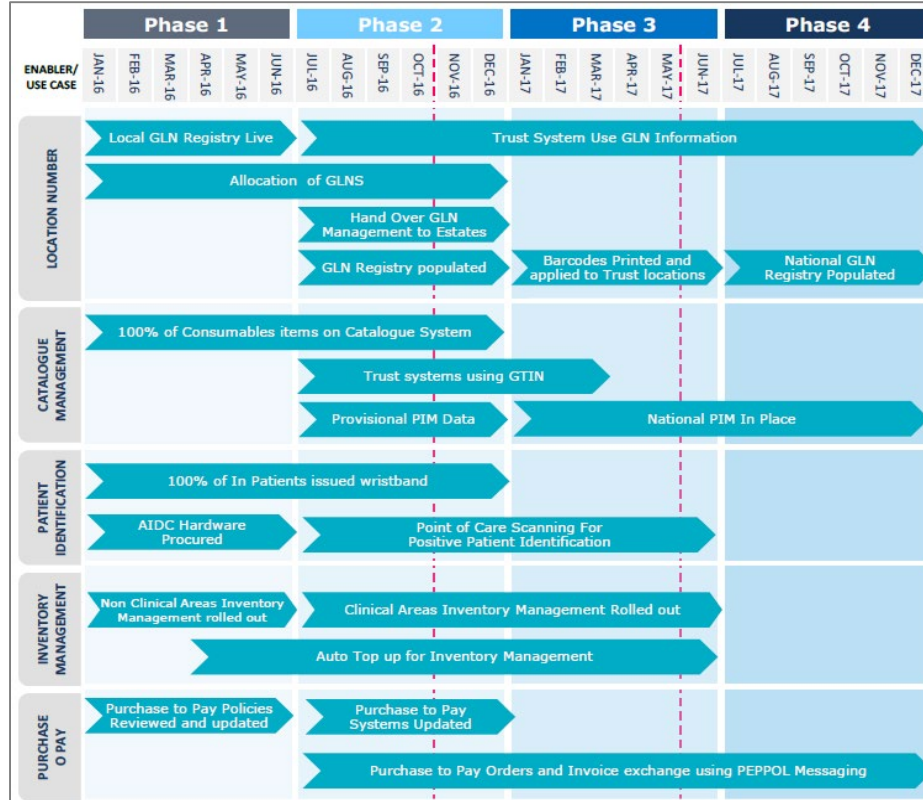 Phase 1
Phase 2
Phase 3
Phase 4
ENABLER/
USE CASE
JAN-16
FEB-16
MAR-16
APR-16
MAY-16
JUN-16
JUL-16
AUG-16
SEP-16
OCT-16
NOV-16
DEC-16
JAN-17
FEB-17
MAR-17
APR-17
MAY-17
JUN-17
JUL-17
AUG-17
SEP-17
OCT-17
NOV-17
DEC-17
LOCATION NUMBER
Local GLN Registry Live
Trust System Use GLN Information
Allocation of GLNS
Hand Over GLN
Management to Estates
GLN Registry populated
Barcodes Printed and
applied to Trust locations
National GLN
Registry Populated
CATALOGUE
MANAGEMENT
100% of Consumables items on Catalogue System
Trust systems using GTIN
Provisional PIM Data
National PIM In Place
PATIENT
IDENTIFICATION
100% of In Patients issued wristband
AIDC Hardware
Procured
Point of Care Scanning For
Positive Patient Identification
INVENTORY
MANAGEMENT
Non Clinical Areas Inventory
Management rolled out
Clinical Areas Inventory Management Rolled out
Auto Top up for Inventory Management
PURCHASE
O PAY
Purchase to Pay Policies
Reviewed and updated
Purchase to Pay
Systems Updated
Purchase to Pay Orders and Invoice exchange using PEPPOL Messaging